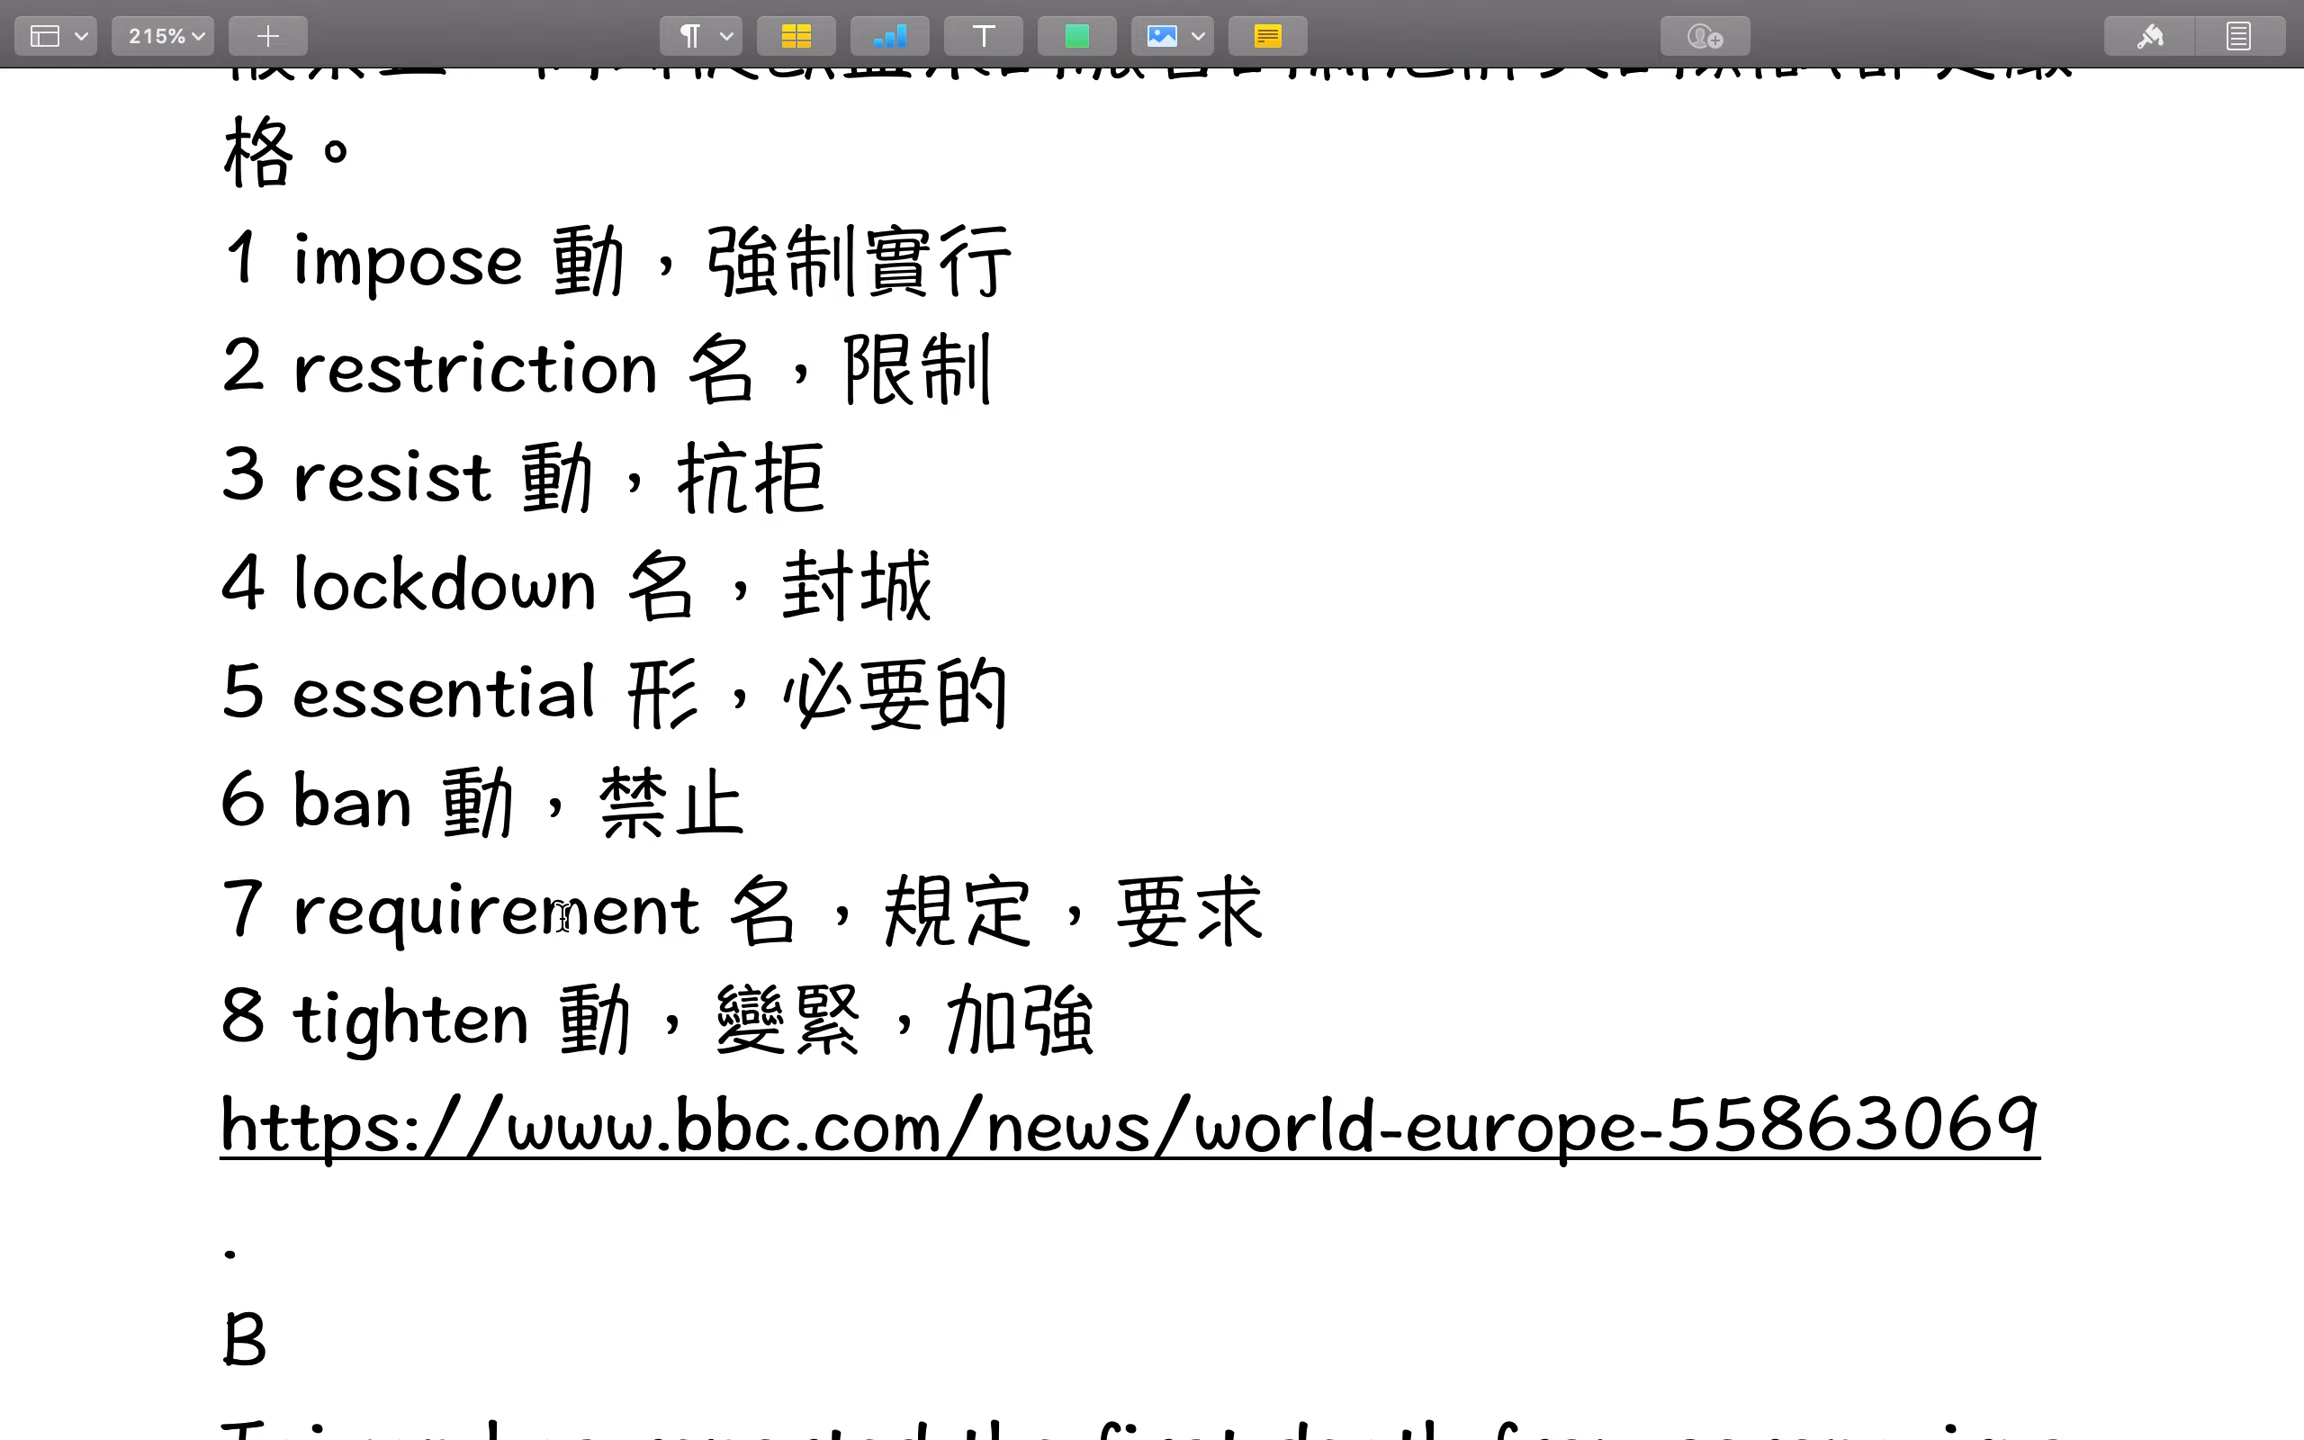 215%
格。
1 impose 動，強制實行
2 restriction 名，限制
3 resist 動，抗拒
4 lockdown 名，封城
5 essential 形，必要的
6 ban 動，禁止
7 requirement 名，規定，要求
8 tighten 動，變緊，加強
https://www.bbc.com/news/world-europe-55863069
.
B